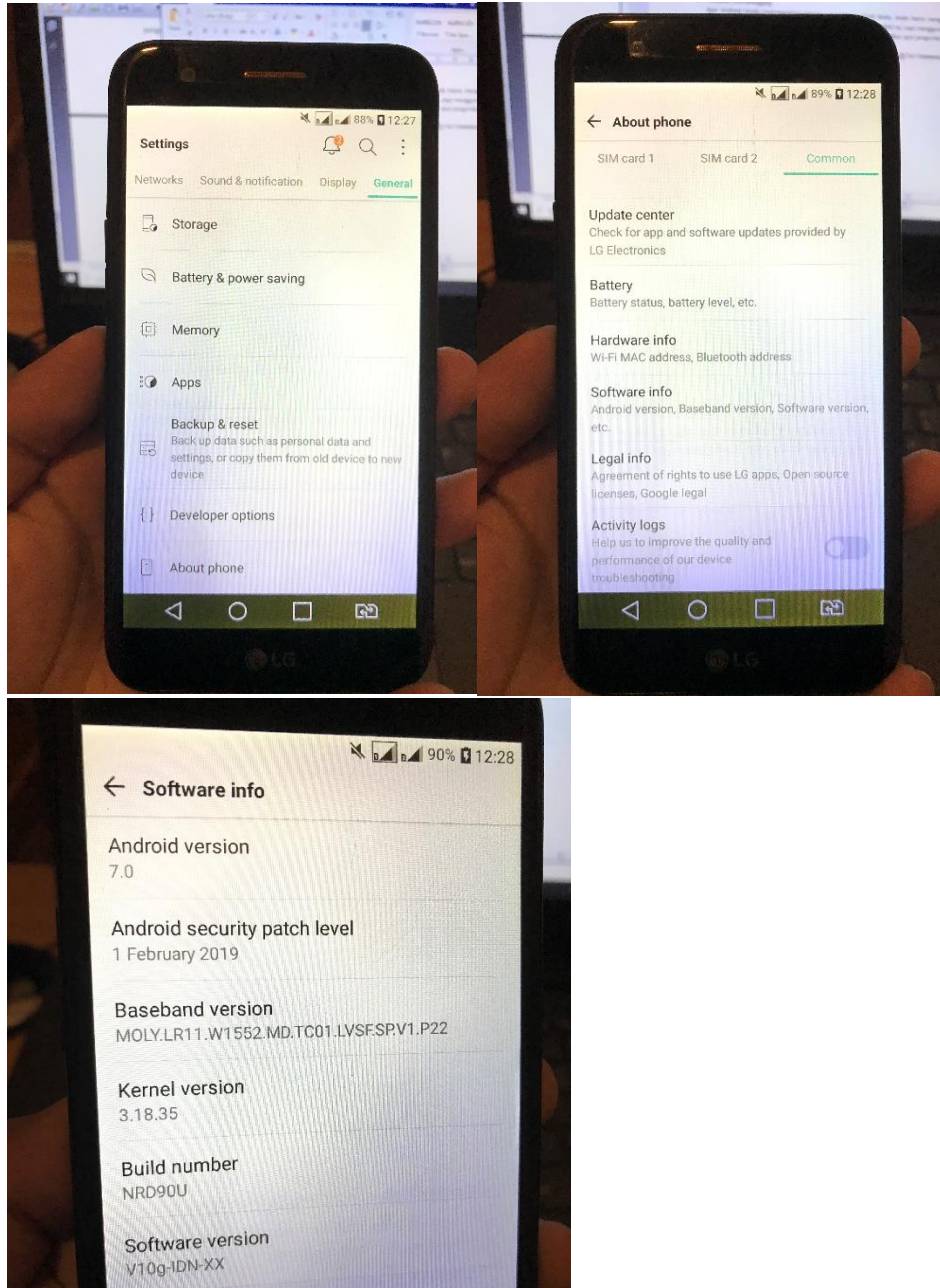 88% 12:27
Settings
2
Networks Sound & notification Display General
Storage
Battery & power saving
Memory
Apps
Backup & reset
Back up data such as personal data and
settings, or copy them from old device to new
device
Developer options
About phone
LG
89% 12:28
About phone
SIM card 1 SIM card 2 Common
Update center
Check for app and software updates provided by
LG Electronics
Battery
Battery status, battery level, etc.
Hardware info
Wi-Fi MAC address, Bluetooth address
Software info
Android version, Baseband version, Software version,
etc.
Legal info
Agreement of rights to use LG apps, Open source
licenses, Google legal
Activity logs
Help us to improve the quality and
performance of our device
troubleshooting
LG
90% 12:28
Software info
Android version
7.0
Android security patch level
1 February 2019
Baseband version
MOLY.LR11.W1552.MD.TC01.LVSF.SP.V1.P22
Kernel version
3.18.35
Build number
NRD90U
Software version
V10g-IDN-XX